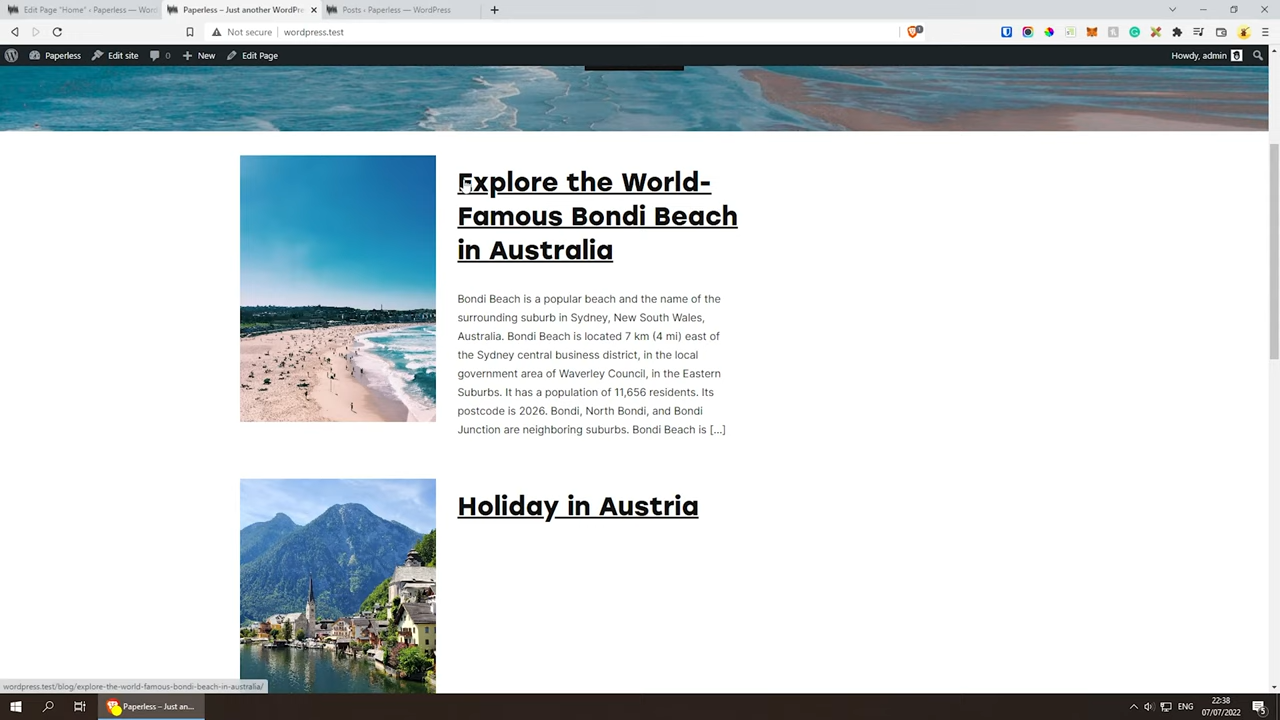 Edit Page "Home" ‹ Paperless — Word
Paperless – Just another WordPre
Posts ‹ Paperless — WordPress
Not secure
wordpress.test
Paperless
Edit site
0
New
Edit Page
Howdy, admin
Explore the World-
Famous Bondi Beach
in Australia
Bondi Beach is a popular beach and the name of the
surrounding suburb in Sydney, New South Wales,
Australia. Bondi Beach is located 7 km (4 mi) east of
the Sydney central business district, in the local
government area of Waverley Council, in the Eastern
Suburbs. It has a population of 11,656 residents. Its
postcode is 2026. Bondi, North Bondi, and Bondi
Junction are neighboring suburbs. Bondi Beach is […]
Holiday in Austria
wordpress.test/blog/explore-the-world-famous-bondi-beach-in-australia/
Paperless – Just an...
ENG
22:38
07/07/2022
5